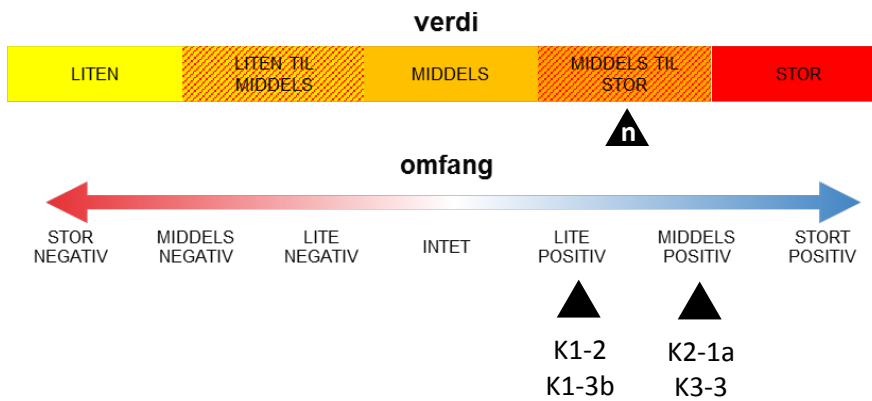 verdi
LITEN
LITEN TIL
MIDDELS
MIDDELS
MIDDELS TIL
STOR
STOR
n
omfang
STOR
NEGATIV
MIDDELS
NEGATIV
LITE
NEGATIV
INTET
LITE
POSITIV
MIDDELS
POSITIV
STORT
POSITIV
K1-2
K1-3b
K2-1a
K3-3